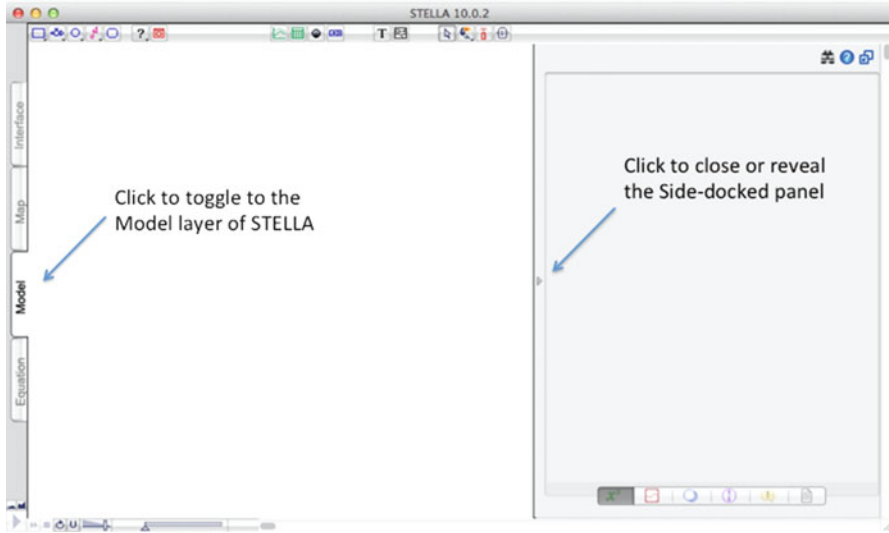 STELLA 10.0.2
T
?
Interface
Map
Model
Equation
Click to toggle to the
Model layer of STELLA
Click to close or reveal
the Side-docked panel
?
x²
U